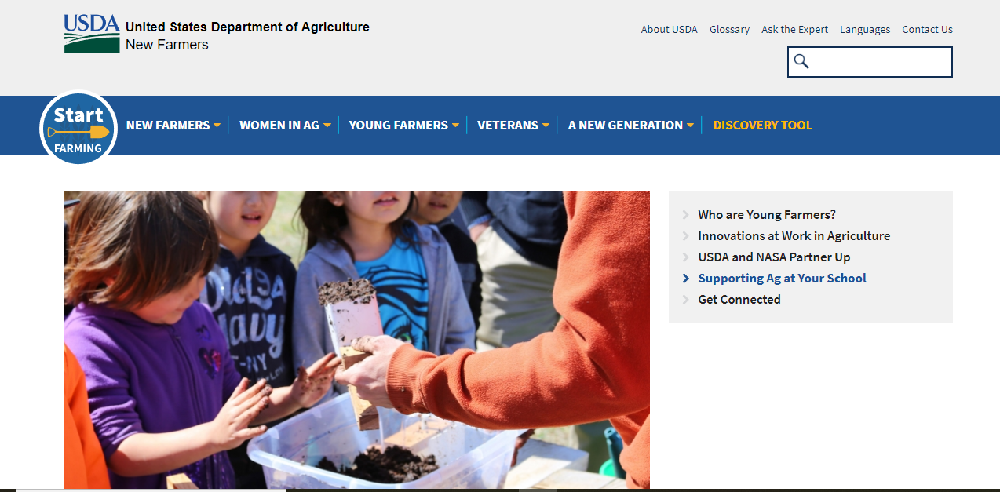 USDA
United States Department of Agriculture
New Farmers
About USDA Glossary Ask the Expert Languages Contact Us
Start
FARMING
NEW FARMERS WOMEN IN AG YOUNG FARMERS VETERANS A NEW GENERATION DISCOVERY TOOL
Who are Young Farmers?
Innovations at Work in Agriculture
USDA and NASA Partner Up
Supporting Ag at Your School
Get Connected
Navy